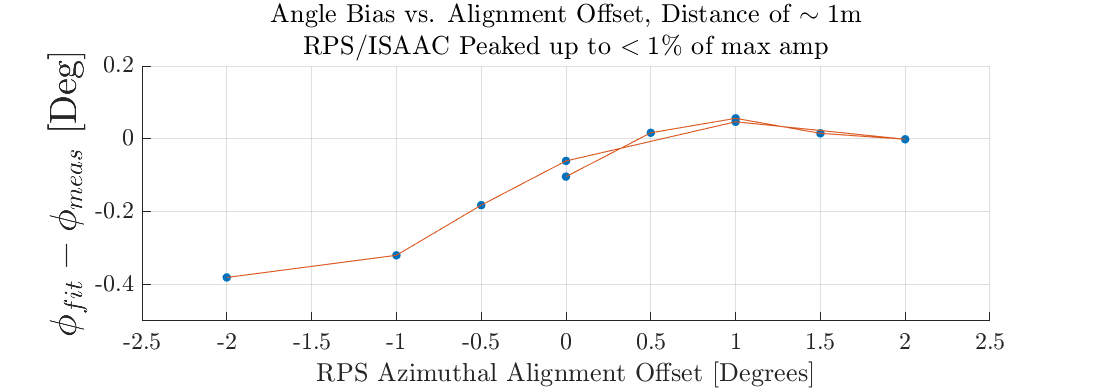 Angle Bias vs. Alignment Offset, Distance of ∼ 1m
RPS/ISAAC Peaked up to < 1% of max amp
ϕ_fit − ϕ_meas [Deg]
0.2
0
-0.2
-0.4
-2.5 -2 -1.5 -1 -0.5 0 0.5 1 1.5 2 2.5
RPS Azimuthal Alignment Offset [Degrees]